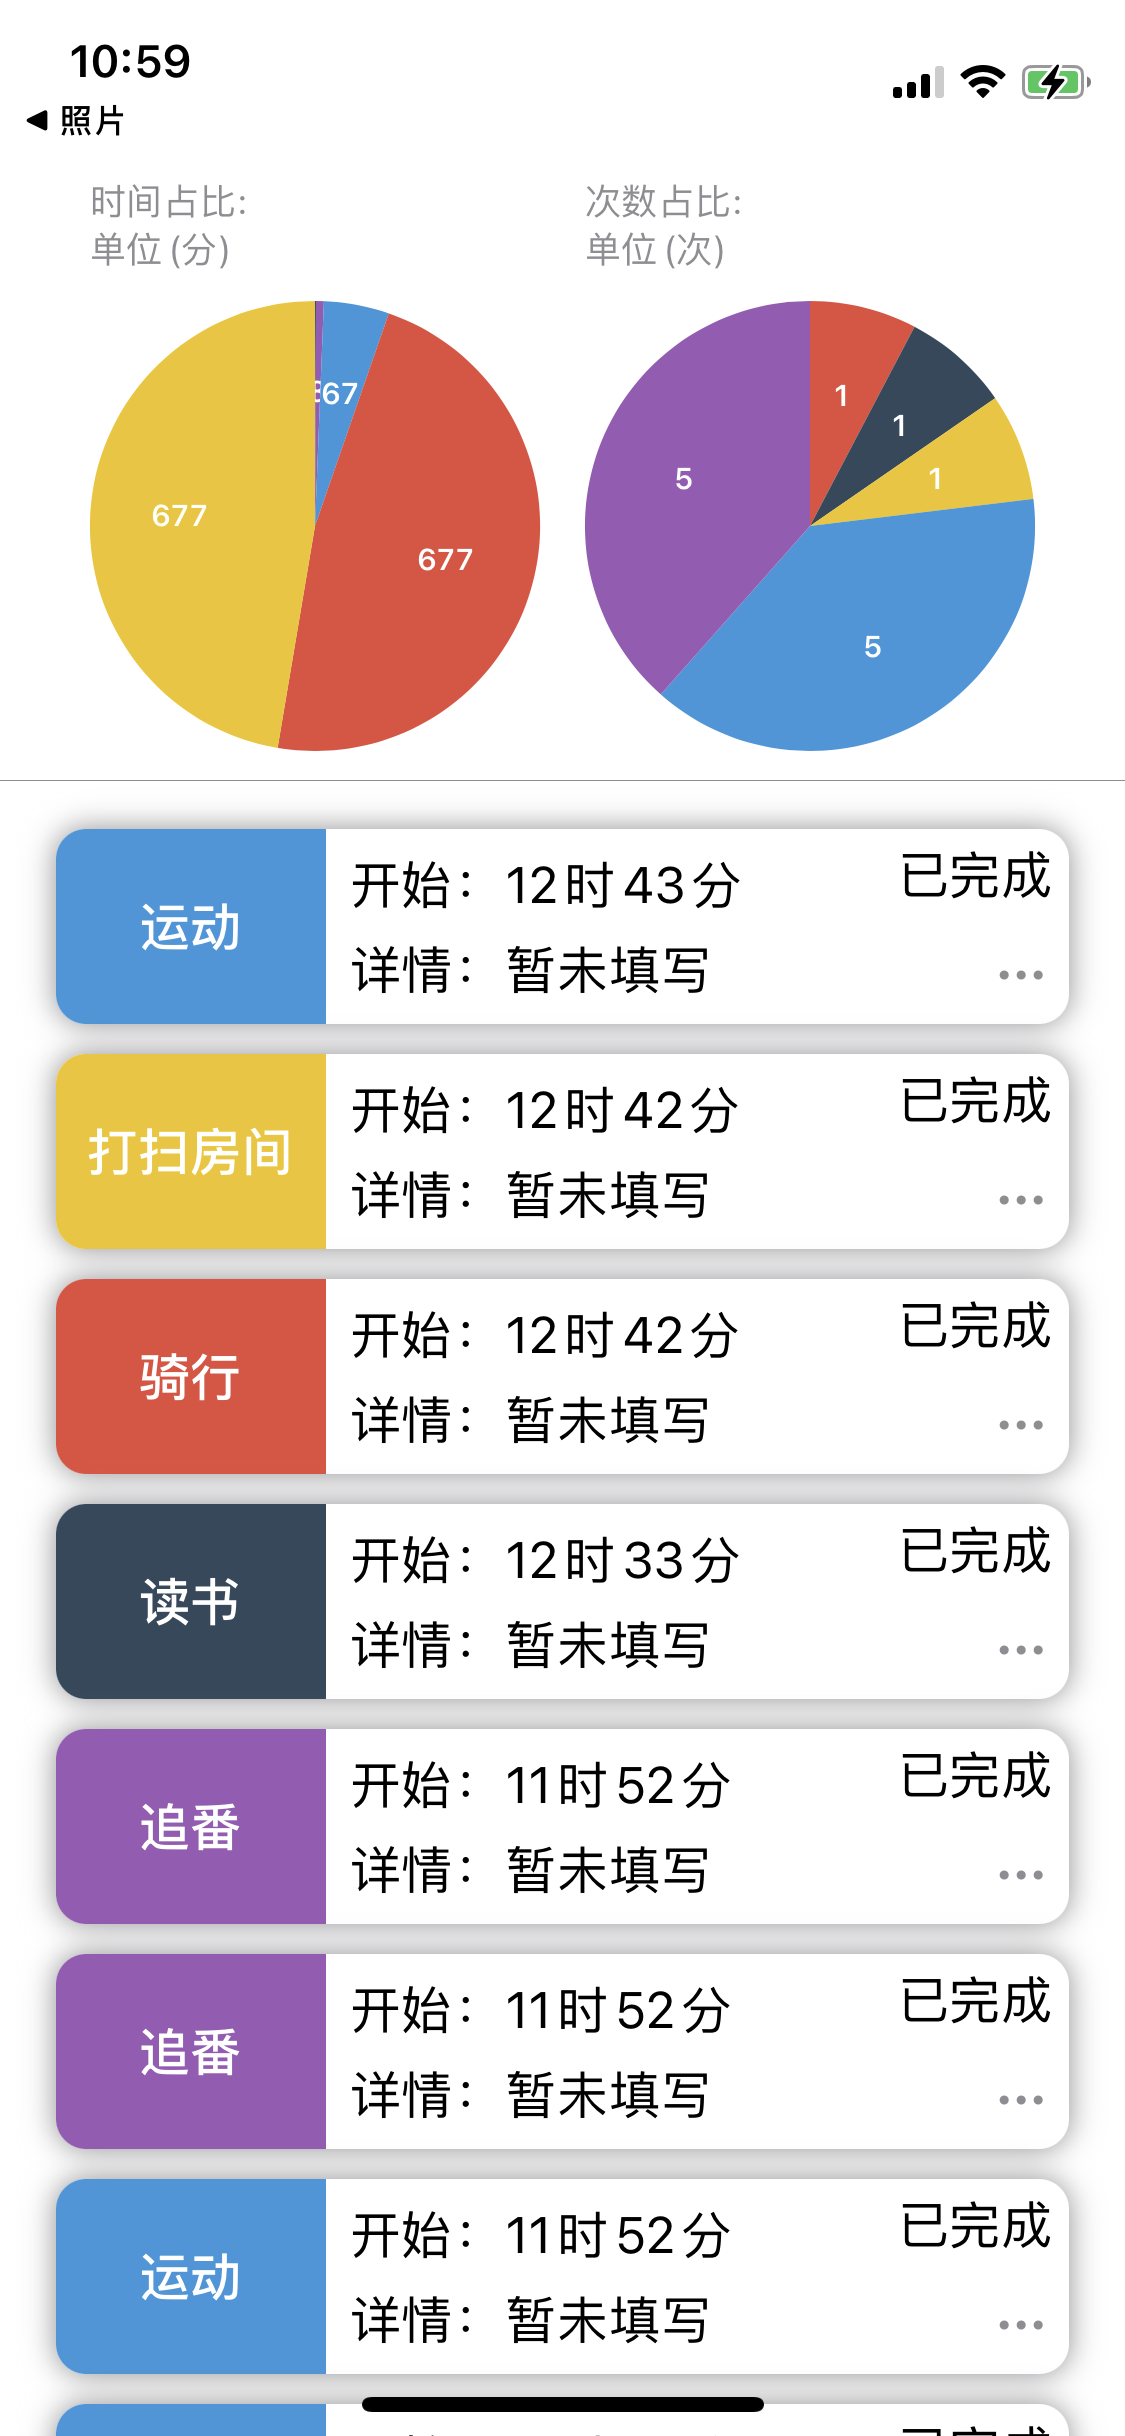 10:59
照片
时间占比:
单位 (分)
次数占比:
单位 (次)
67
677
677
1
1
1
5
5
运动
开始: 12时43分
已完成
详情: 暂未填写
...
打扫房间
开始: 12时42分
已完成
详情: 暂未填写
...
骑行
开始: 12时42分
已完成
详情: 暂未填写
...
读书
开始: 12时33分
已完成
详情: 暂未填写
...
追番
开始: 11时52分
已完成
详情: 暂未填写
...
追番
开始: 11时52分
已完成
详情: 暂未填写
...
运动
开始: 11时52分
已完成
详情: 暂未填写
...